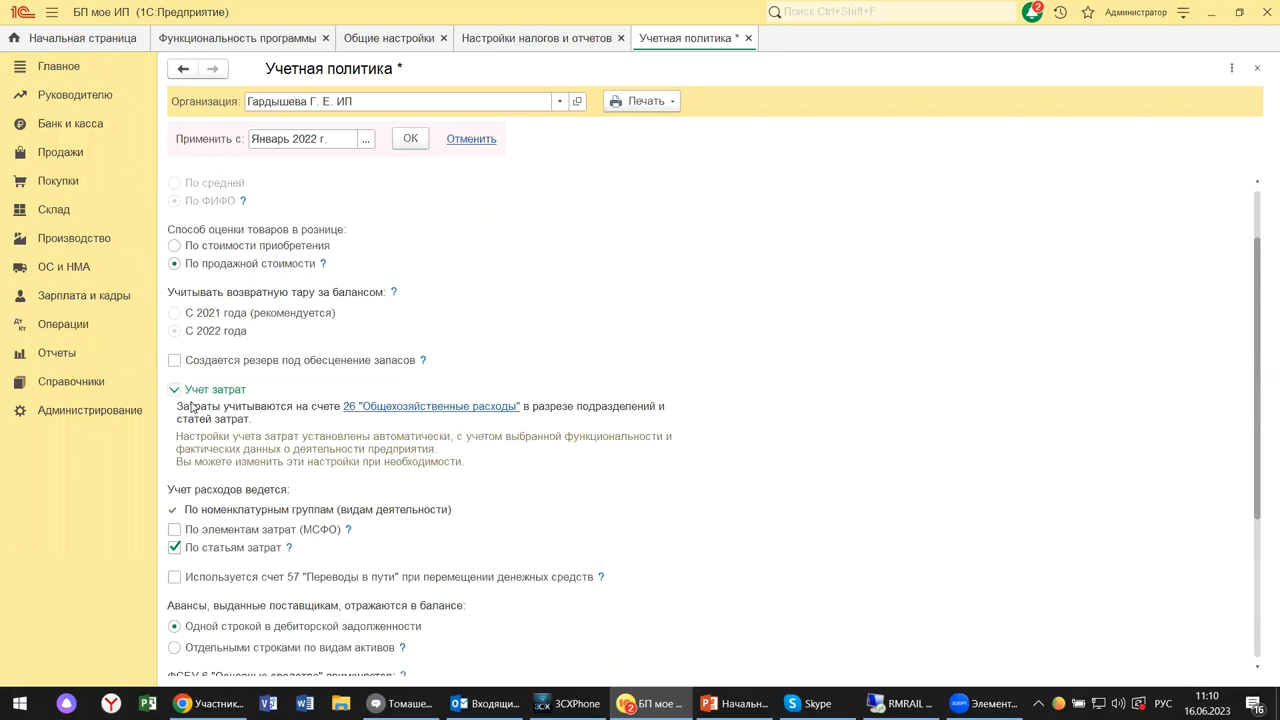 БП мое ИП (1С:Предприятие)
Поиск Ctrl+Shift+F
2
Администратор
Начальная страница
Функциональность программы
Общие настройки
Настройки налогов и отчетов
Учетная политика *
Главное
Руководителю
Банк и касса
Продажи
Покупки
Склад
Производство
ОС и НМА
Зарплата и кадры
Операции
Отчеты
Справочники
Администрирование
Учетная политика *
Организация: Гардышева Г. Е. ИП
Печать
Применить с: Январь 2022 г. ... ОК Отменить
По средней
По ФИФО ?
Способ оценки товаров в рознице:
По стоимости приобретения
По продажной стоимости ?
Учитывать возвратную тару за балансом: ?
С 2021 года (рекомендуется)
С 2022 года
Создается резерв под обесценение запасов ?
Учет затрат
Затраты учитываются на счете 26 "Общехозяйственные расходы" в разрезе подразделений и
статей затрат.
Настройки учета затрат установлены автоматически, с учетом выбранной функциональности и
фактических данных о деятельности предприятия.
Вы можете изменить эти настройки при необходимости.
Учет расходов ведется:
По номенклатурным группам (видам деятельности)
По элементам затрат (МСФО) ?
По статьям затрат ?
Используется счет 57 "Переводы в пути" при перемещении денежных средств ?
Авансы, выданные поставщикам, отражаются в балансе:
Одной строкой в дебиторской задолженности
Отдельными строками по видам активов ?
ФСБУ 6 "Основные средства" применяется: ?
Участник...
Томаше...
Входящи...
3CXPhone
БП мое ...
Начальн...
Skype
RMRAIL ...
Элемент...
РУС
11:10
16.06.2023
16